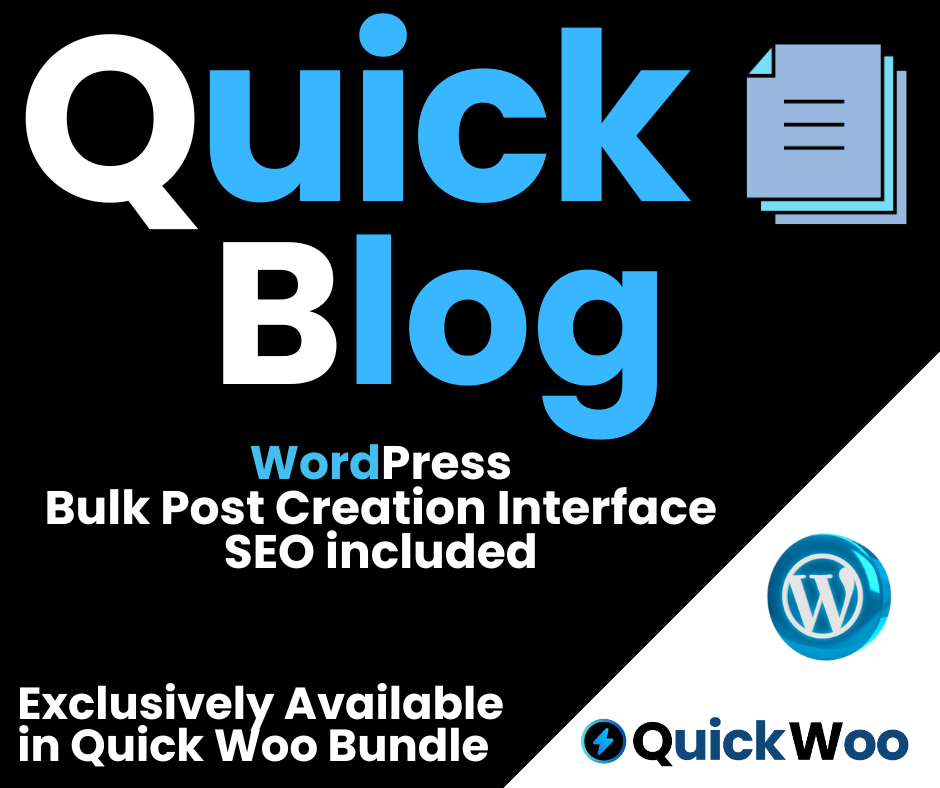 Quick
Blog
WordPress
Bulk Post Creation Interface
SEO included
Exclusively Available
in Quick Woo Bundle
W
QuickWoo